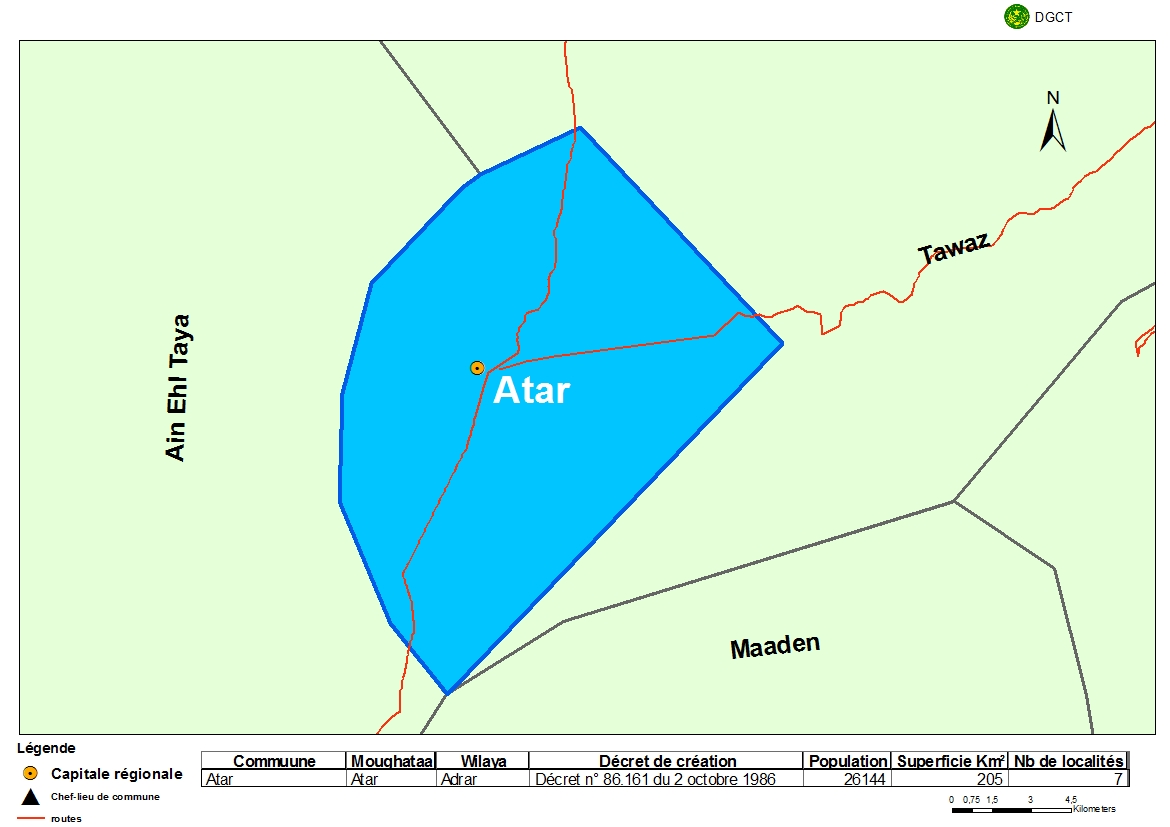 DGCT
N
Tawaz
Ain Ehl Taya
Atar
Maaden
Légende
Capitale régionale
Chef-lieu de commune
routes
Commuune Moughataa Wilaya Décret de création Population Superficie Km² Nb de localités
Atar Atar Adrar Décret n° 86.161 du 2 octobre 1986 26144 205 7
0 0,75 1,5 3 4,5
Kilometers